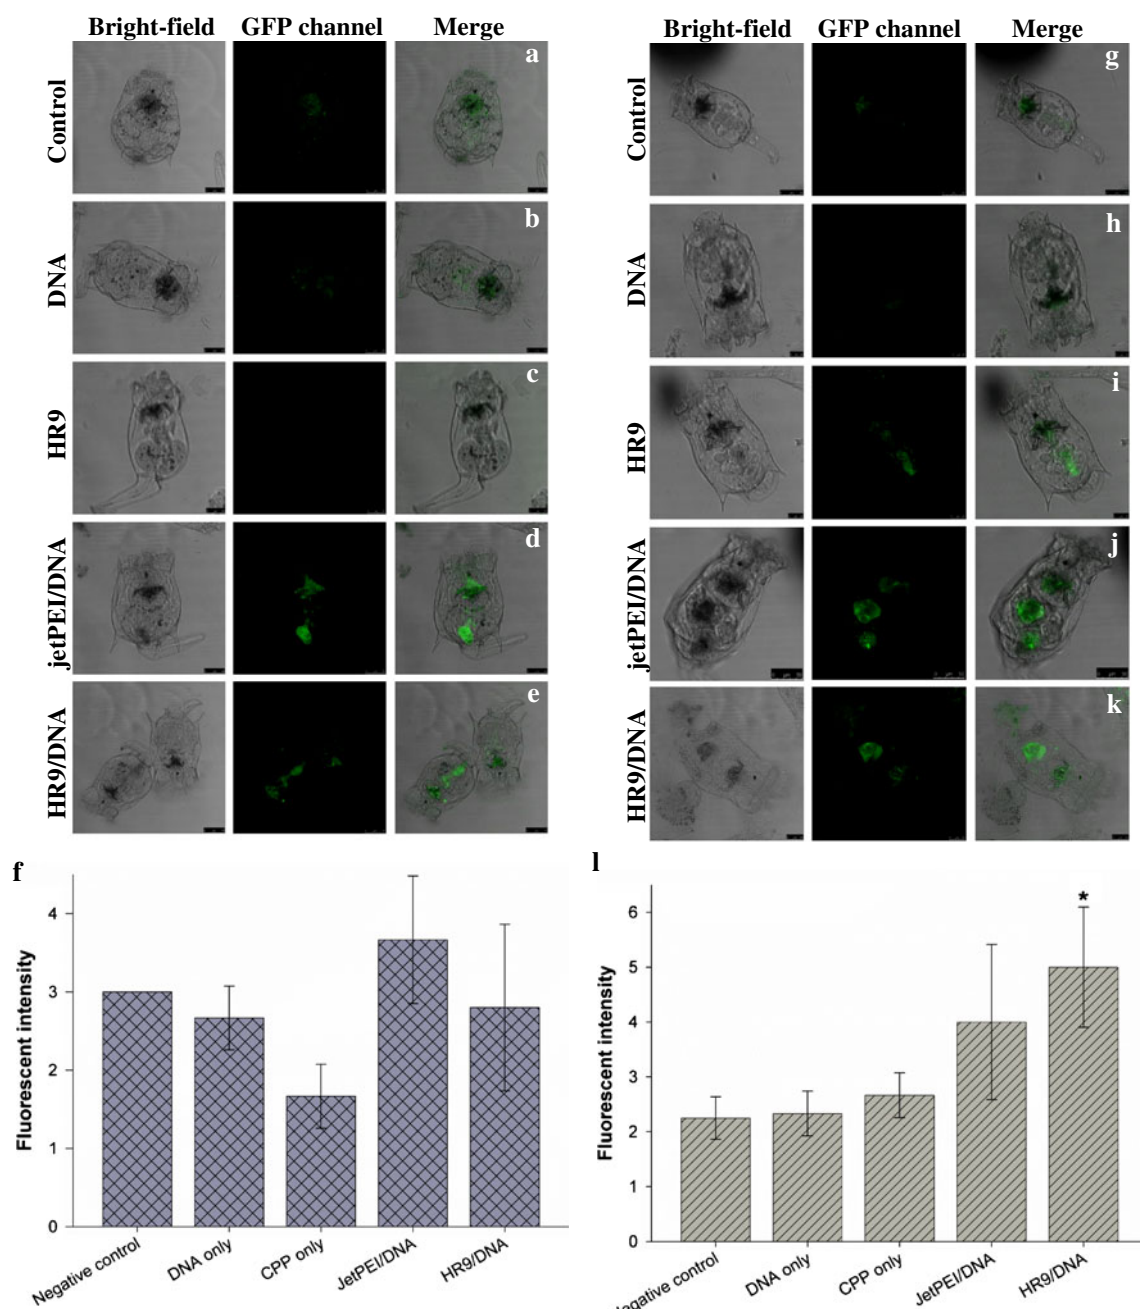 Bright-field GFP channel Merge
Control a
DNA b
HR9 c
jetPEI/DNA d
HR9/DNA e
Bright-field GFP channel Merge
Control g
DNA h
HR9 i
jetPEI/DNA j
HR9/DNA k
f
Fluorescent intensity
4
3
2
1
0
Negative control DNA only CPP only JetPEI/DNA HR9/DNA
l
*
Fluorescent intensity
6
5
4
3
2
1
0
egative control DNA only CPP only JetPEI/DNA HR9/DNA